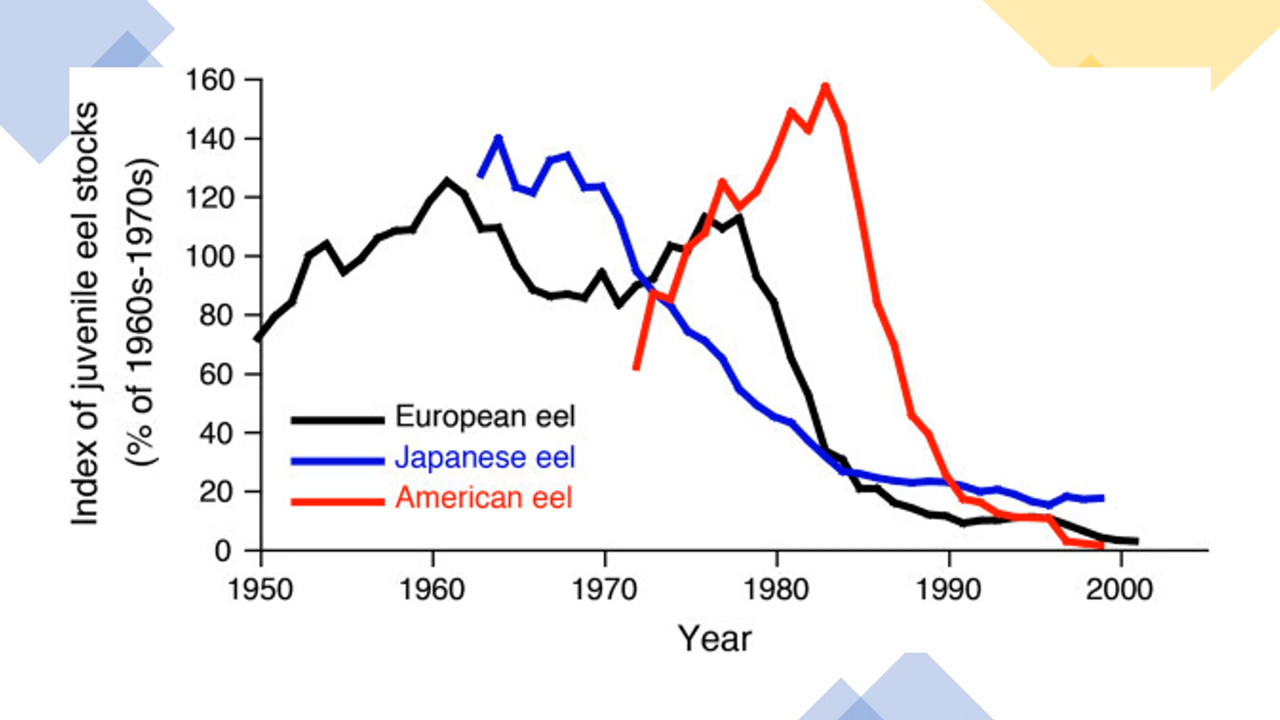 Index of juvenile eel stocks
(% of 1960s-1970s)
160
140
120
100
80
60
40
20
0
European eel
Japanese eel
American eel
1950 1960 1970 1980 1990 2000
Year